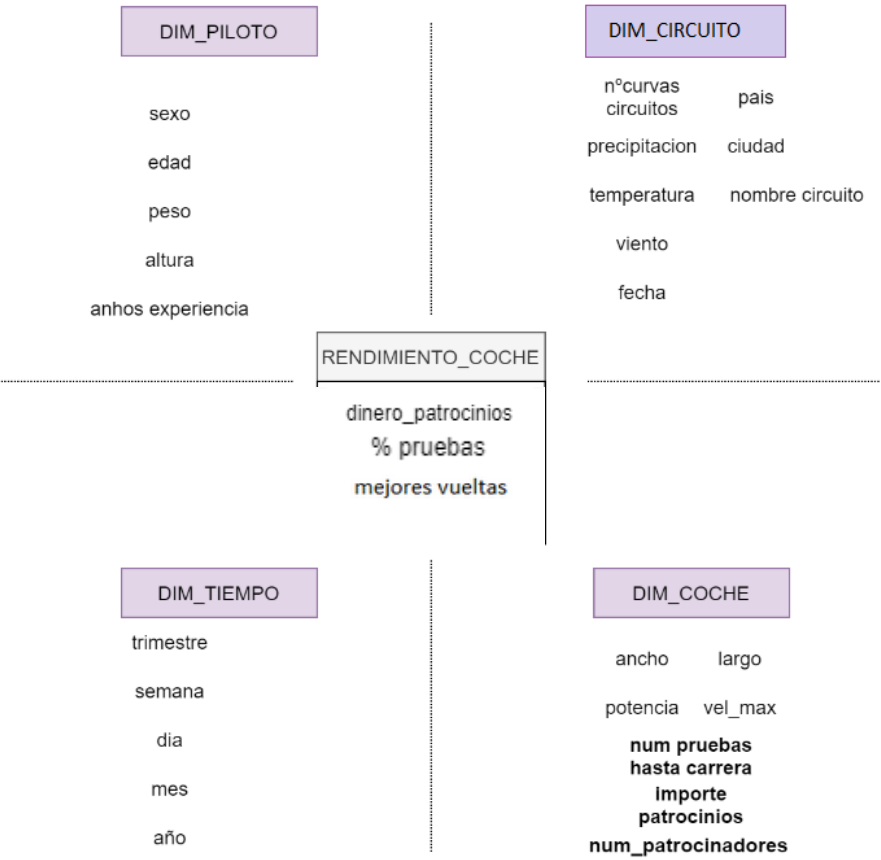 DIM_PILOTO
sexo
edad
peso
altura
anhos experiencia
DIM_CIRCUITO
nºcurvas
circuitos
pais
precipitacion
ciudad
temperatura
nombre circuito
viento
fecha
RENDIMIENTO_COCHE
dinero_patrocinios
% pruebas
mejores vueltas
DIM_TIEMPO
trimestre
semana
dia
mes
año
DIM_COCHE
ancho
largo
potencia
vel_max
num pruebas
hasta carrera
importe
patrocinios
num_patrocinadores